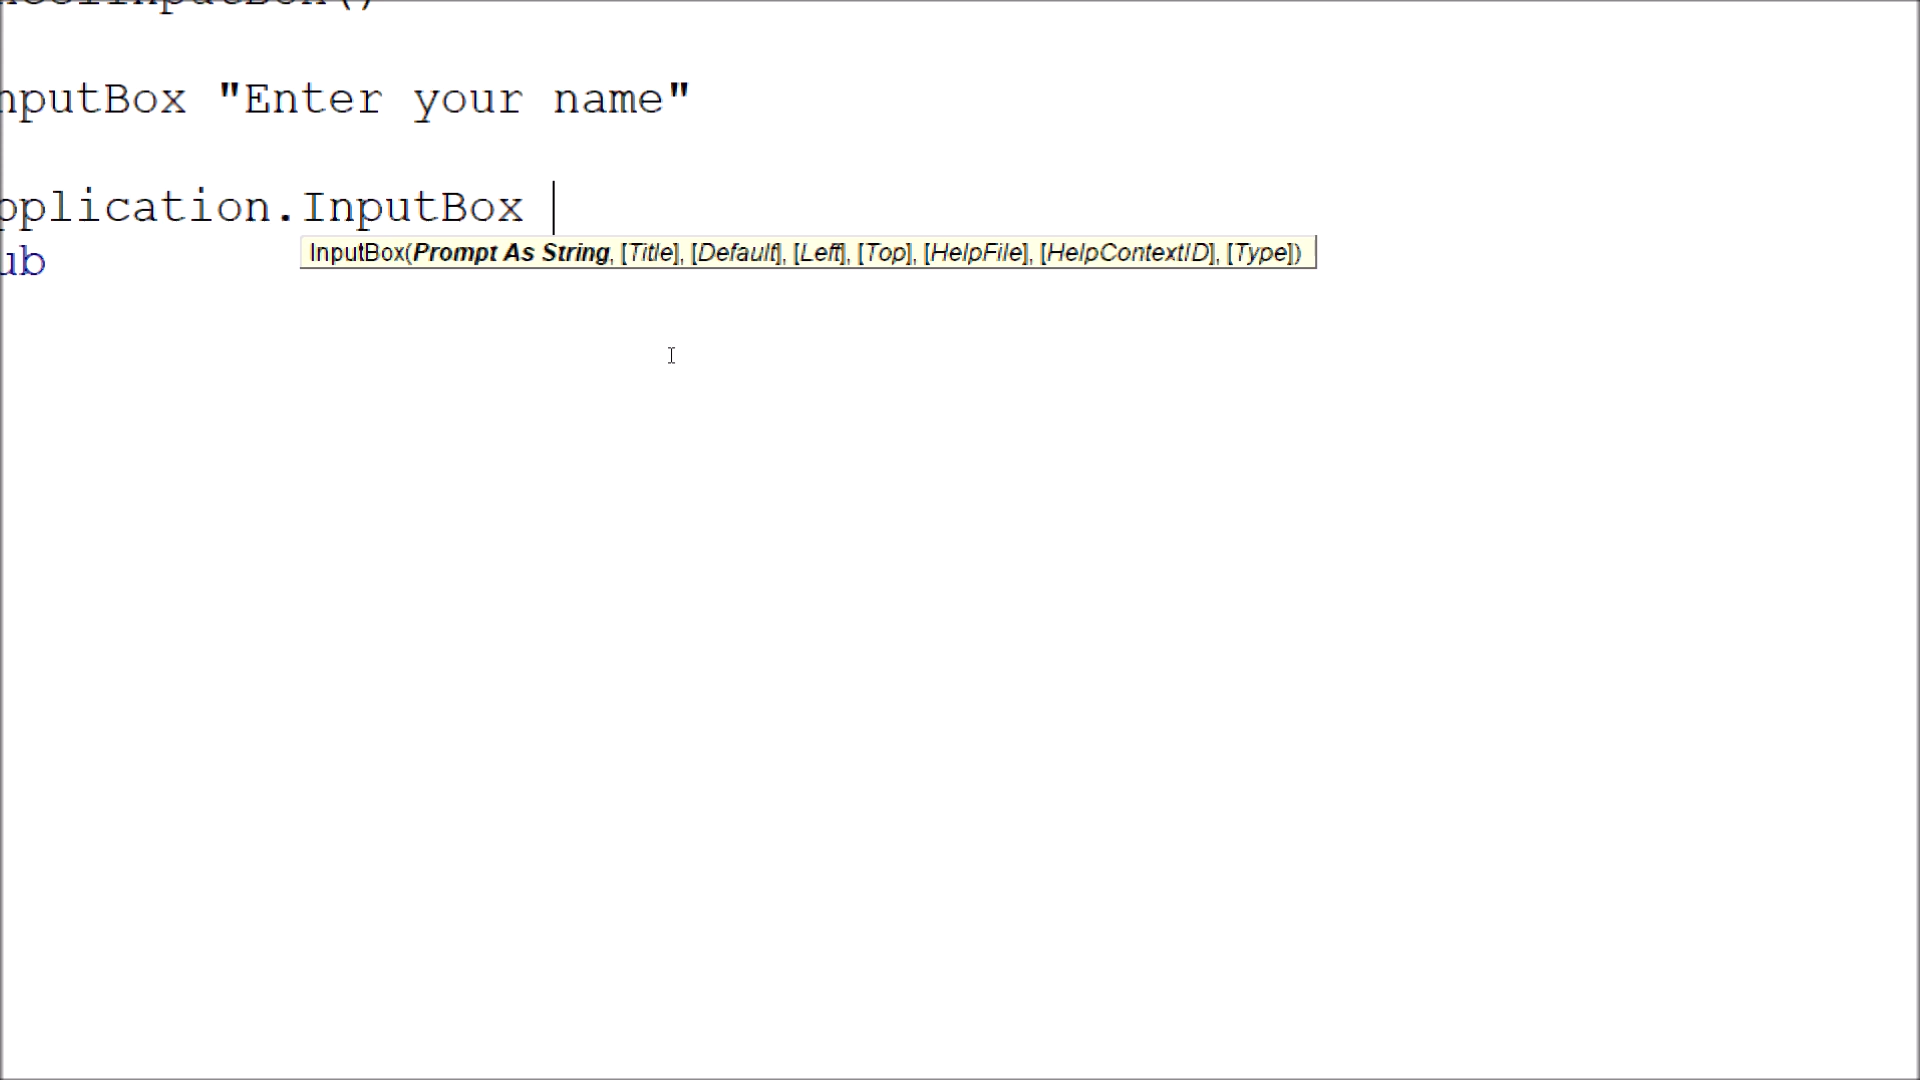 nputBox "Enter your name"
pplication.InputBox
InputBox(Prompt As String, [Title], [Default], [Left], [Top], [HelpFile], [HelpContextID], [Type])
ub